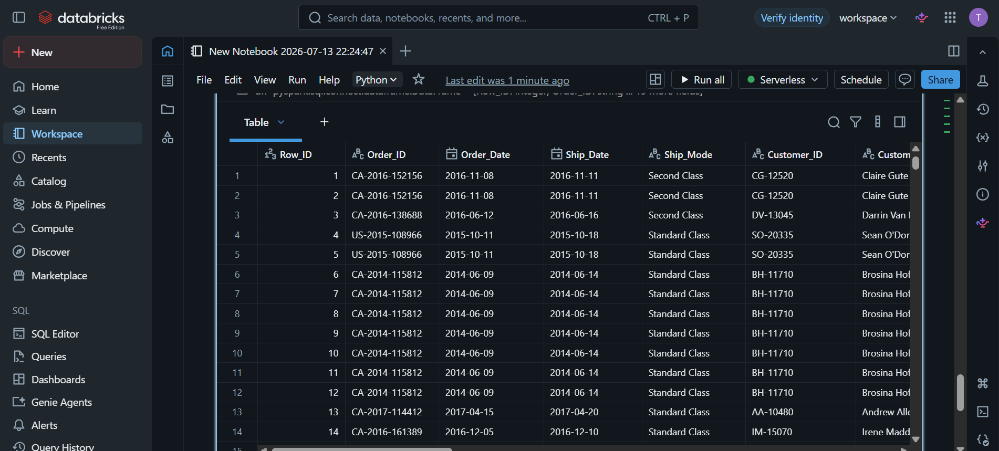 databricks
Free Edition
Search data, notebooks, recents, and more...
CTRL + P
Verify identity
workspace
T
New
New Notebook 2026-07-13 22:24:47
File Edit View Run Help Python
Last edit was 1 minute ago
Run all
Serverless
Schedule
Share
Home
Learn
Workspace
Recents
Catalog
Jobs & Pipelines
Compute
Discover
Marketplace
SQL
SQL Editor
Queries
Dashboards
Genie Agents
Alerts
Query History
Table
Row_ID Order_ID Order_Date Ship_Date Ship_Mode Customer_ID Custom
1 1 CA-2016-152156 2016-11-08 2016-11-11 Second Class CG-12520 Claire Gute
2 2 CA-2016-152156 2016-11-08 2016-11-11 Second Class CG-12520 Claire Gute
3 3 CA-2016-138688 2016-06-12 2016-06-16 Second Class DV-13045 Darrin Van
4 4 US-2015-108966 2015-10-11 2015-10-18 Standard Class SO-20335 Sean O'Dor
5 5 US-2015-108966 2015-10-11 2015-10-18 Standard Class SO-20335 Sean O'Dor
6 6 CA-2014-115812 2014-06-09 2014-06-14 Standard Class BH-11710 Brosina Hof
7 7 CA-2014-115812 2014-06-09 2014-06-14 Standard Class BH-11710 Brosina Hof
8 8 CA-2014-115812 2014-06-09 2014-06-14 Standard Class BH-11710 Brosina Hof
9 9 CA-2014-115812 2014-06-09 2014-06-14 Standard Class BH-11710 Brosina Hof
10 10 CA-2014-115812 2014-06-09 2014-06-14 Standard Class BH-11710 Brosina Hof
11 11 CA-2014-115812 2014-06-09 2014-06-14 Standard Class BH-11710 Brosina Hof
12 12 CA-2014-115812 2014-06-09 2014-06-14 Standard Class BH-11710 Brosina Hof
13 13 CA-2017-114412 2017-04-15 2017-04-20 Standard Class AA-10480 Andrew Alle
14 14 CA-2016-161389 2016-12-05 2016-12-10 Standard Class IM-15070 Irene Madd
15